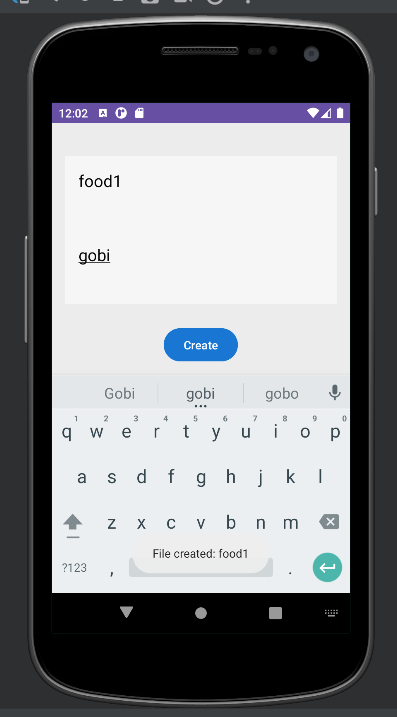 12:02 A
food1
gobi
Create
Gobi gobi gobo
1 2 3 4 5 6 7 8 9 0
q w e r t y u i o p
a s d f g h j k l
z x c v b n m
?123 , .
File created: food1